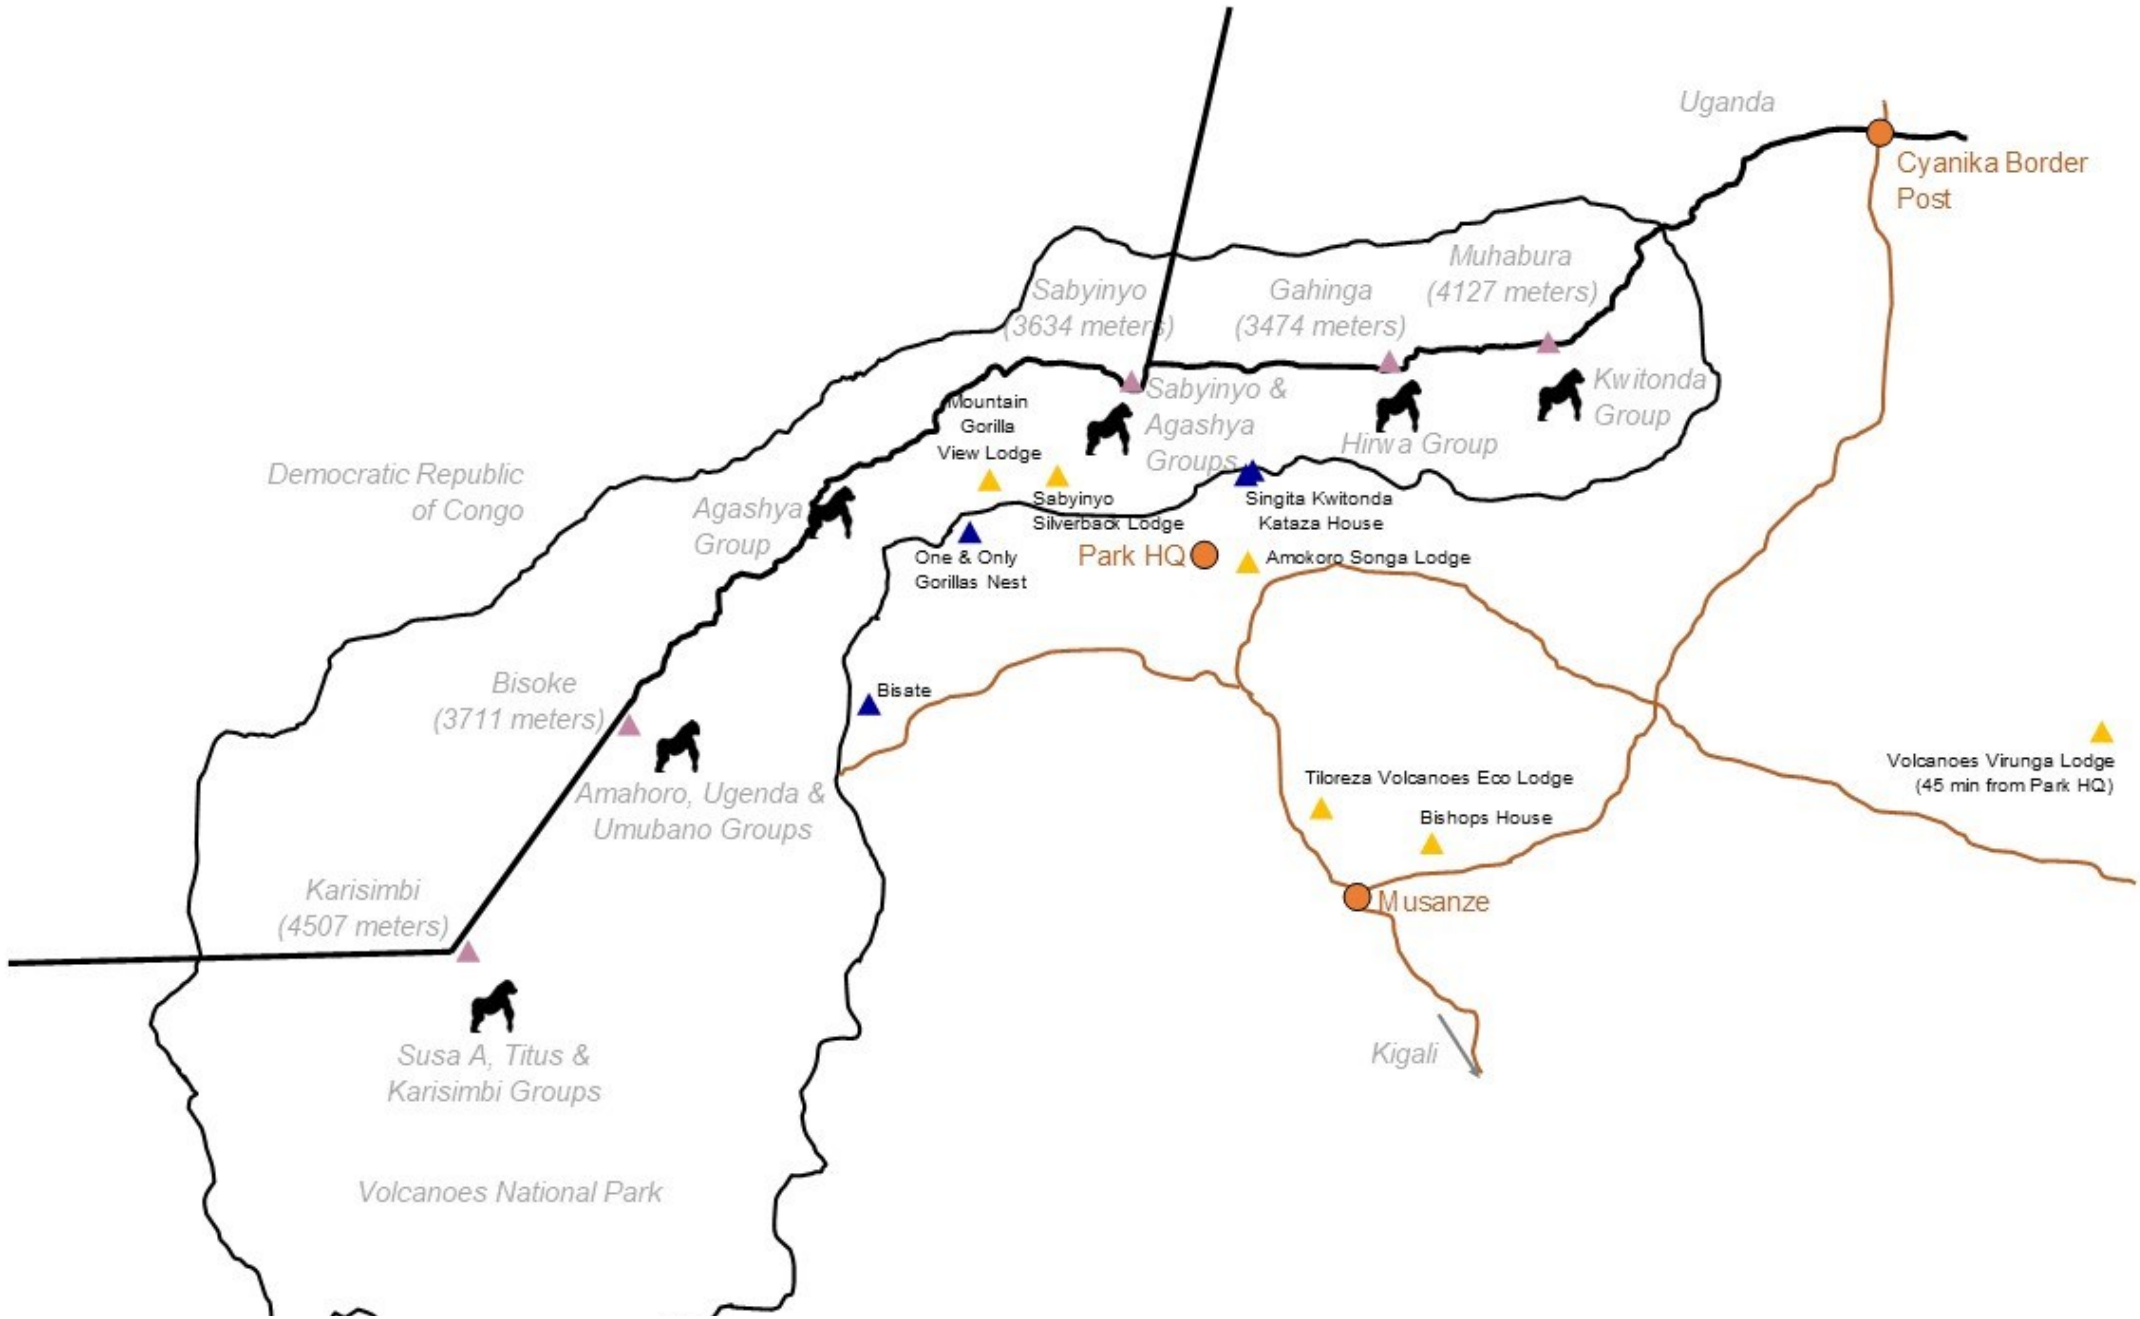 Uganda
Cyanika Border
Post
Muhabura
(4127 meters)
Sabyinyo
(3634 meters)
Gahinga
(3474 meters)
Mountain
Gorilla
View Lodge
Sabyinyo &
Agashya
Groups
Kwitonda
Group
Hirwa Group
Democratic Republic
of Congo
Agashya
Group
Sabyinyo
Silverback Lodge
Singita Kwitonda
Kataza House
One & Only
Gorillas Nest
Park HQ
Amokoro Songa Lodge
Bisoke
(3711 meters)
Bisate
Amahoro, Ugenda &
Umubano Groups
Tiloreza Volcanoes Eco Lodge
Bishops House
Volcanoes Virunga Lodge
(45 min from Park HQ)
Karisimbi
(4507 meters)
Musanze
Susa A, Titus &
Karisimbi Groups
Kigali
Volcanoes National Park